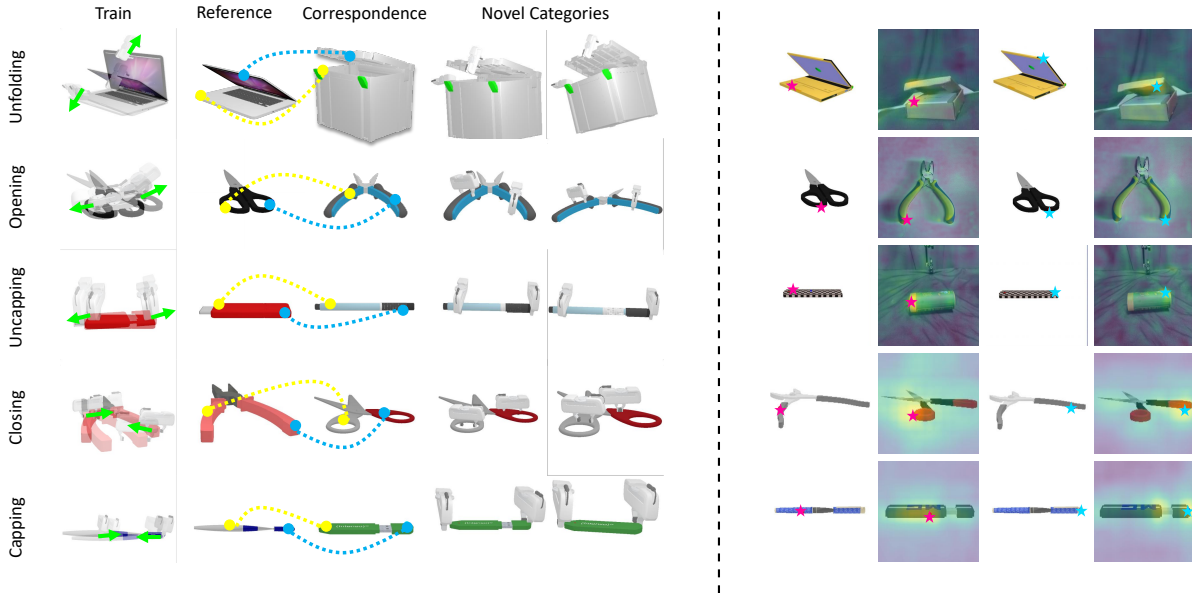 Train Reference Correspondence Novel Categories
Unfolding
Opening
Uncapping
Closing
Capping